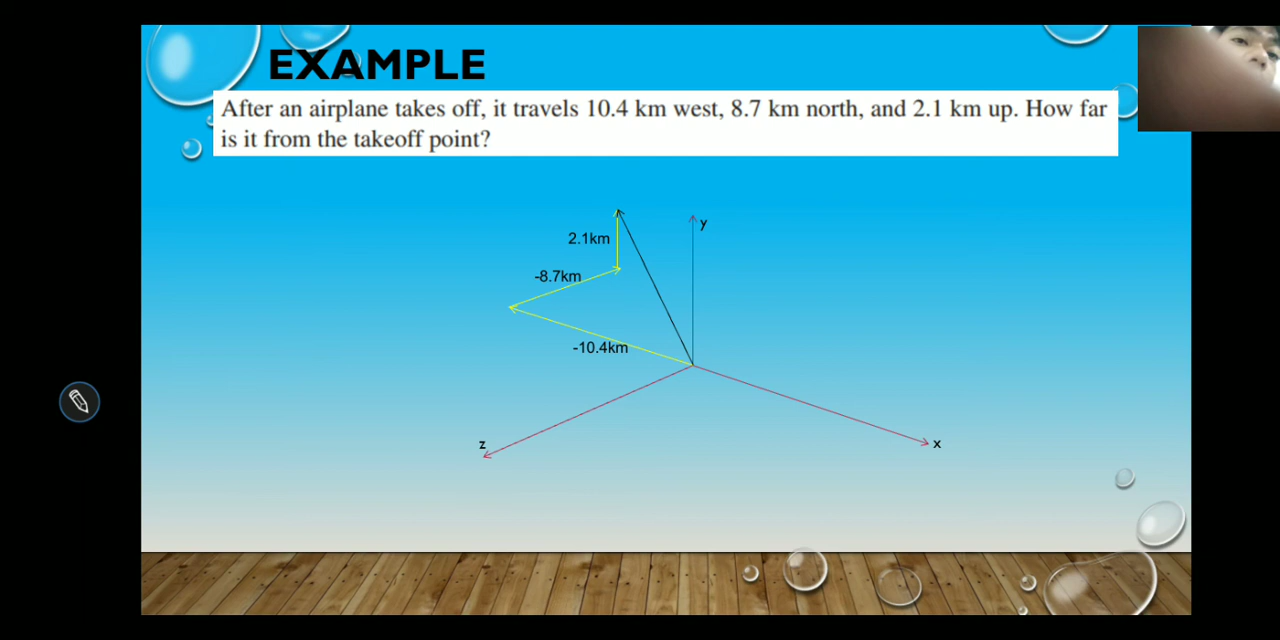 EXAMPLE
After an airplane takes off, it travels 10.4 km west, 8.7 km north, and 2.1 km up. How far
is it from the takeoff point?
y
2.1km
-8.7km
-10.4km
z
x